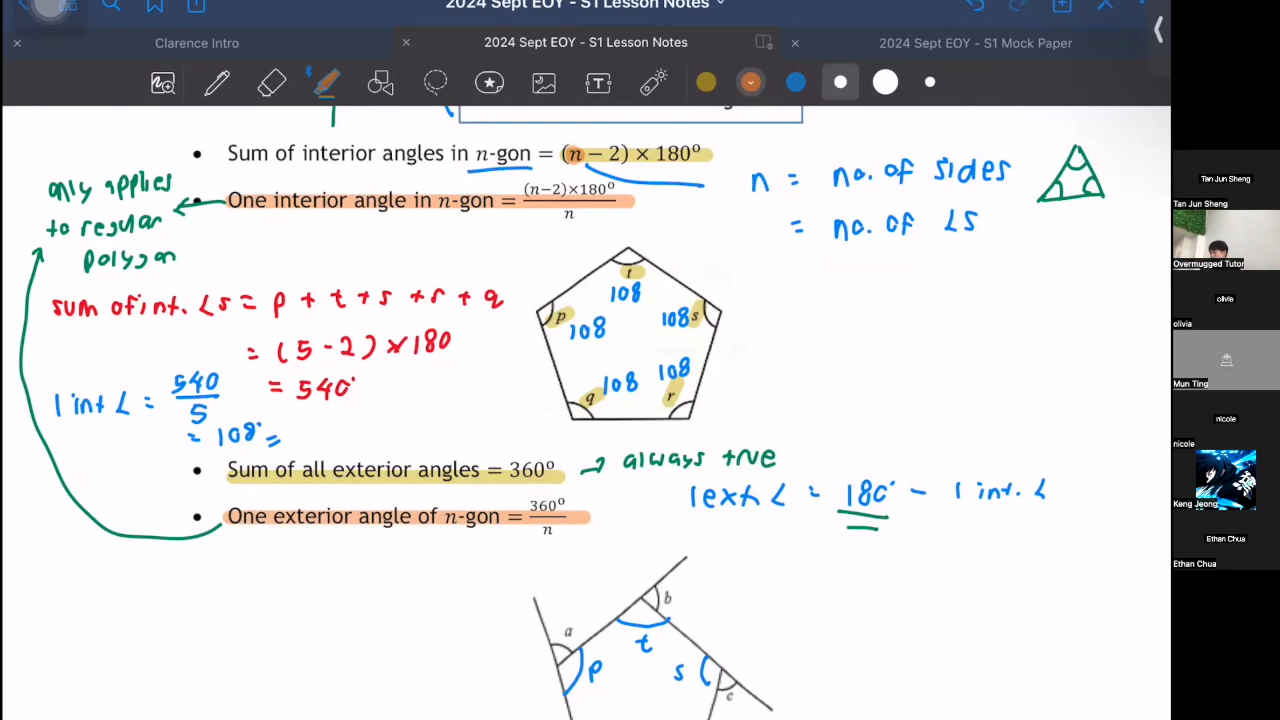 2024 Sept EOY - S1 Lesson Notes
Clarence Intro
2024 Sept EOY - S1 Lesson Notes
2024 Sept EOY - S1 Mock Paper
• Sum of interior angles in n-gon = (n − 2) × 180°
n = no. of sides
= no. of ∠s
only applies
to regular
polygon
• One interior angle in n-gon = (n−2)×180° / n
sum of int. ∠s = p + t + s + r + q
= (5 - 2) × 180
= 540°
1 int ∠ = 540 / 5
= 108°
t
108
p
108
108 s
q 108
108
r
• Sum of all exterior angles = 360°
→ always true
1 ext ∠ = 180° - 1 int. ∠
• One exterior angle of n-gon = 360° / n
a
b
t
p
s
c
Tan Jun Sheng
Tan Jun Sheng
Overmugged Tutor
olivia
olivia
Mun Ting
nicole
nicole
Keng Jeong
Ethan Chua
Ethan Chua